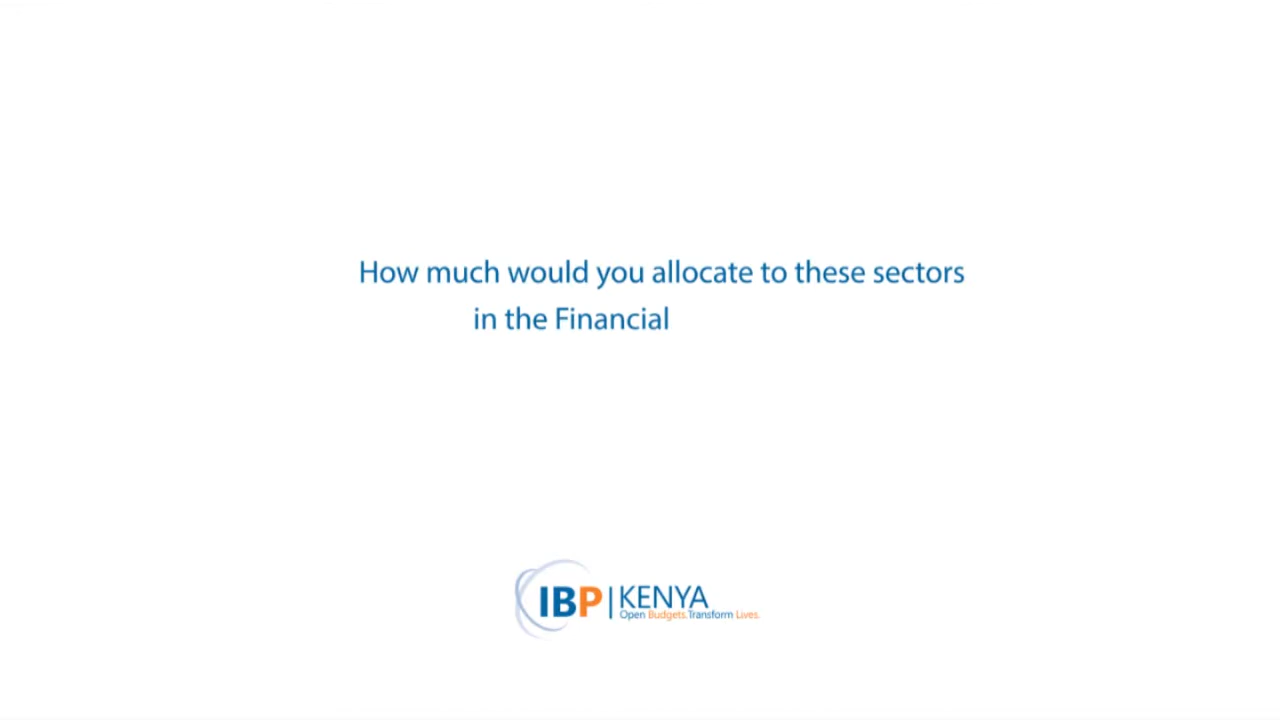 How much would you allocate to these sectors
in the Financial
IBP | KENYA
Open Budgets.Transform Lives.